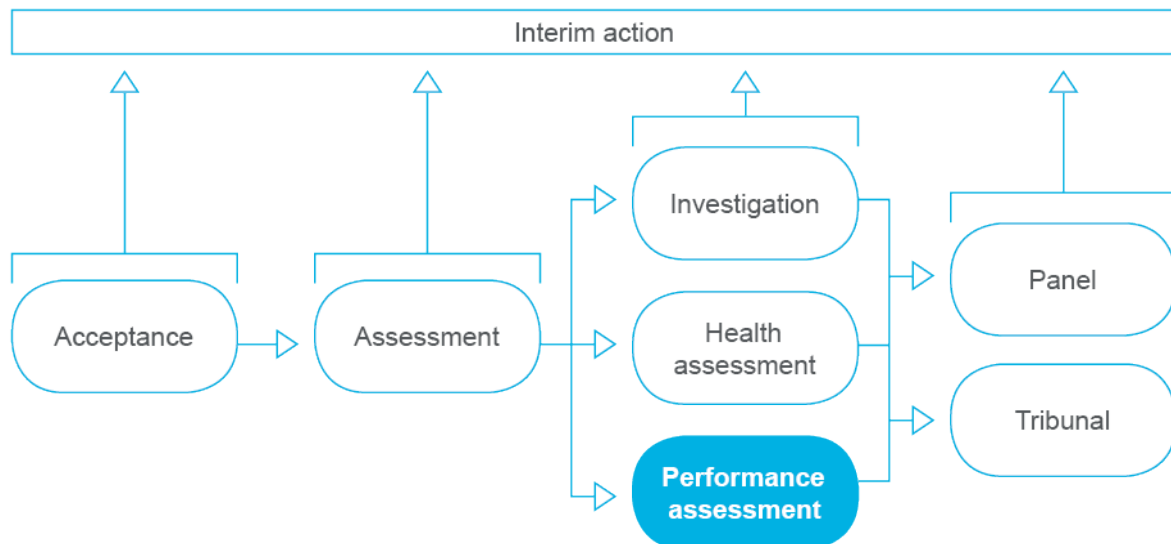 Interim action
Acceptance
Assessment
Investigation
Health
assessment
Performance
assessment
Panel
Tribunal